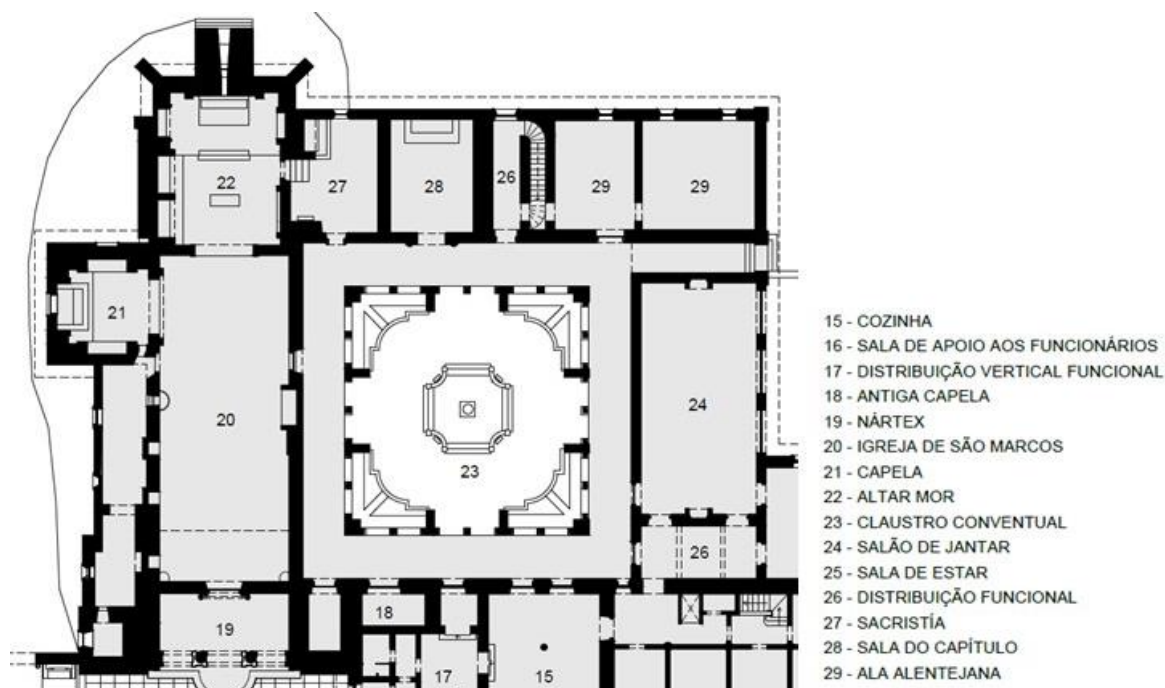 22
27
28
26
29
29
21
20
23
24
26
19
18
17
15
15 - COZINHA
16 - SALA DE APOIO AOS FUNCIONÁRIOS
17 - DISTRIBUIÇÃO VERTICAL FUNCIONAL
18 - ANTIGA CAPELA
19 - NÁRTEX
20 - IGREJA DE SÃO MARCOS
21 - CAPELA
22 - ALTAR MOR
23 - CLAUSTRO CONVENTUAL
24 - SALÃO DE JANTAR
25 - SALA DE ESTAR
26 - DISTRIBUIÇÃO FUNCIONAL
27 - SACRISTÍA
28 - SALA DO CAPÍTULO
29 - ALA ALENTEJANA